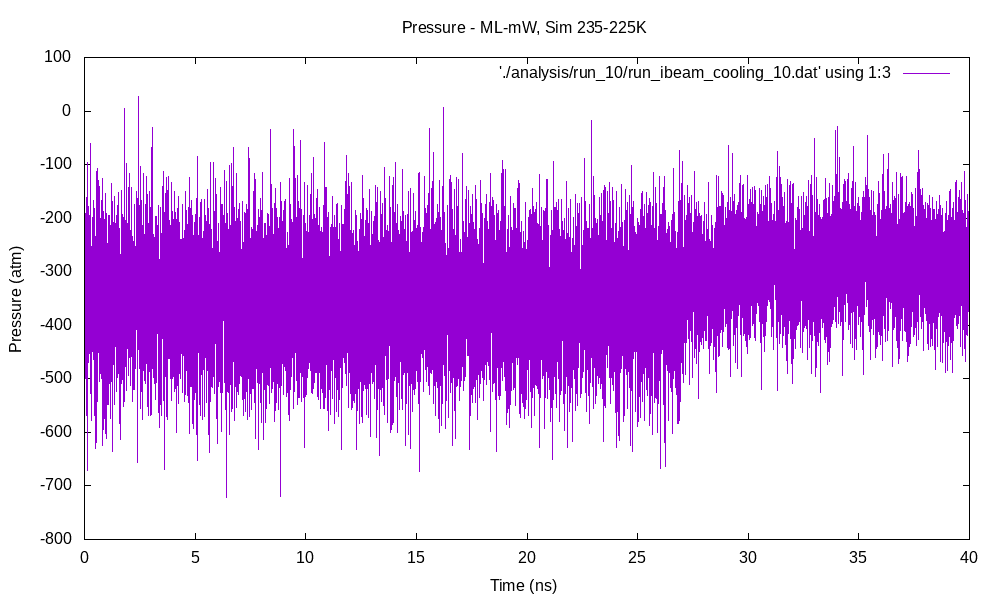 Pressure - ML-mW, Sim 235-225K
'./analysis/run_10/run_ibeam_cooling_10.dat' using 1:3
100
0
-100
-200
-300
-400
-500
-600
-700
-800
Pressure (atm)
0 5 10 15 20 25 30 35 40
Time (ns)